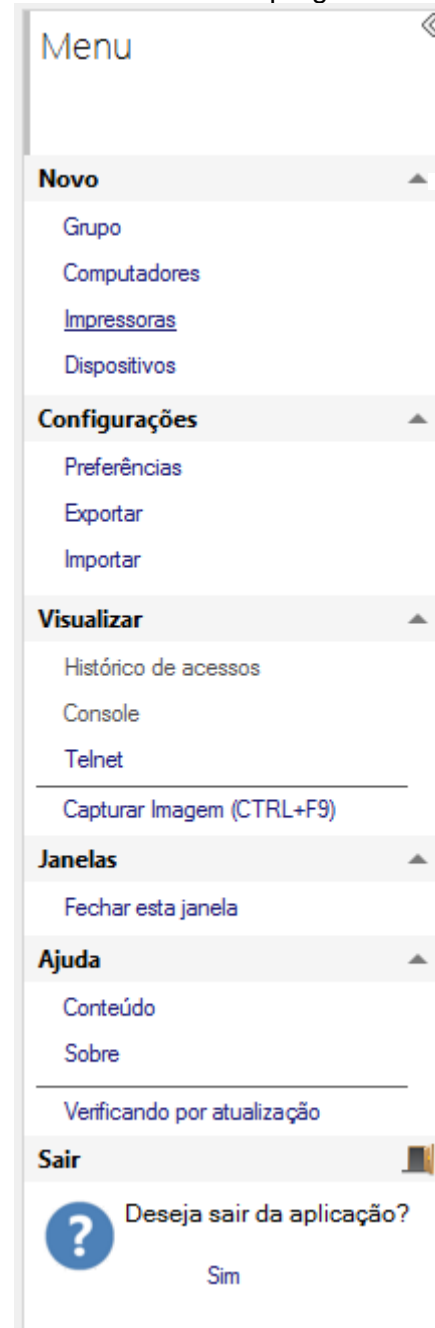 Menu
Novo
Grupo
Computadores
Impressoras
Dispositivos
Configurações
Preferências
Exportar
Importar
Visualizar
Histórico de acessos
Console
Telnet
Capturar Imagem (CTRL+F9)
Janelas
Fechar esta janela
Ajuda
Conteúdo
Sobre
Verificando por atualização
Sair
?
Deseja sair da aplicação?
Sim